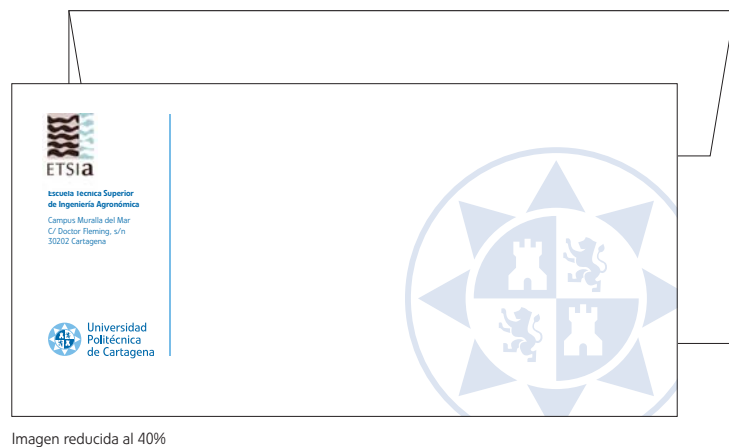 ETSIa
Escuela Técnica Superior
de Ingeniería Agronómica
Campus Muralla del Mar
C/ Doctor Fleming, s/n
30202 Cartagena
Universidad
Politécnica
de Cartagena
Imagen reducida al 40%